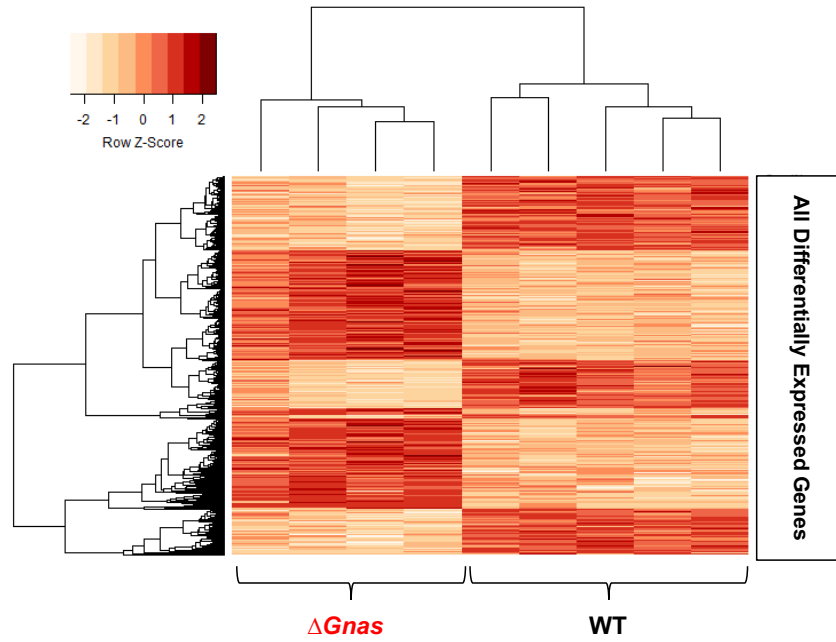 -2 -1 0 1 2
Row Z-Score
All Differentially Expressed Genes
ΔGnas
WT